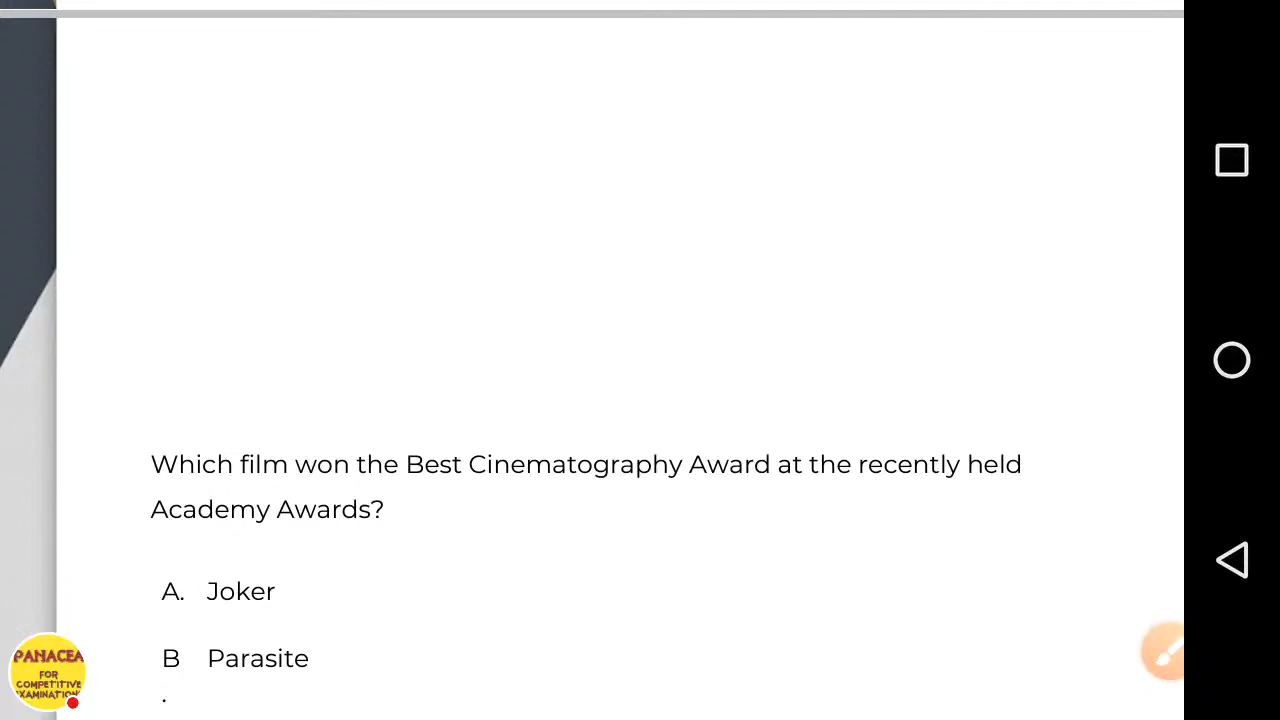 Which film won the Best Cinematography Award at the recently held
Academy Awards?
A. Joker
B Parasite
.
PANACEA
FOR
COMPETITIVE
EXAMINATION